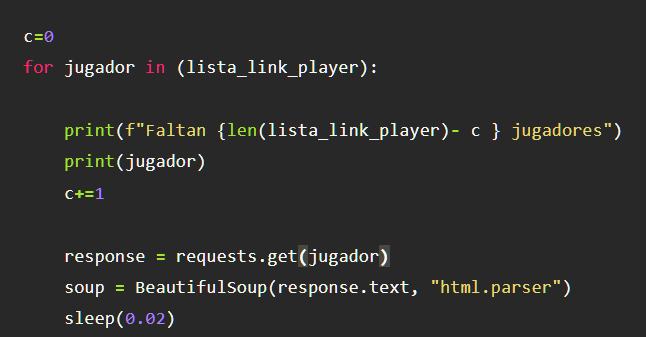 c=0
for jugador in (lista_link_player):
print(f"Faltan {len(lista_link_player)- c } jugadores")
print(jugador)
c+=1
response = requests.get(jugador)
soup = BeautifulSoup(response.text, "html.parser")
sleep(0.02)